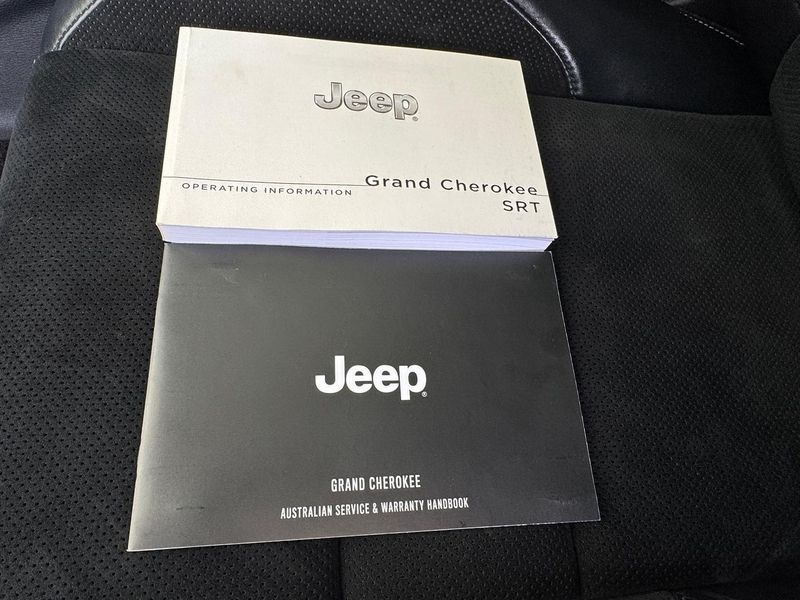 Jeep®
OPERATING INFORMATION Grand Cherokee
SRT
Jeep®
GRAND CHEROKEE
AUSTRALIAN SERVICE & WARRANTY HANDBOOK